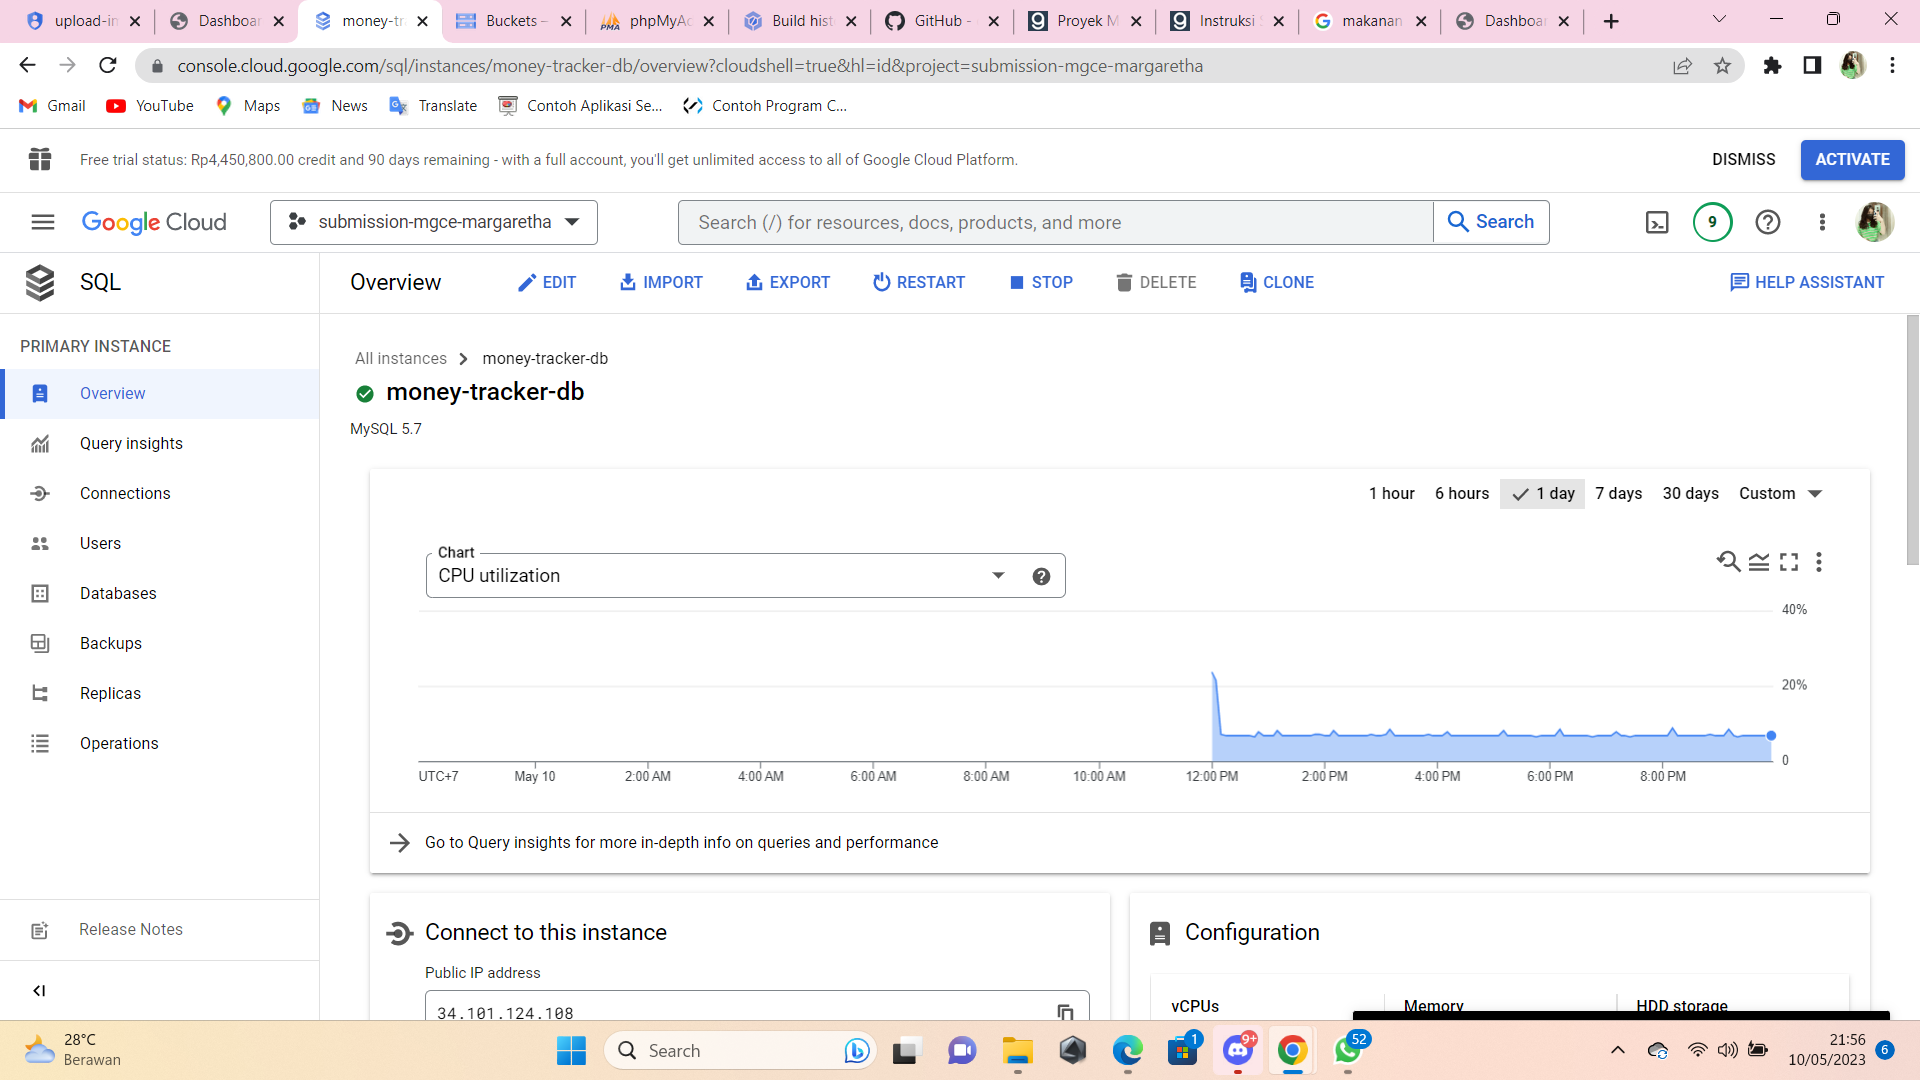 upload-in
Dashboar
money-tr
Buckets –
phpMyAd
Build hist
GitHub -
Proyek M
Instruksi S
makanan
Dashboar
console.cloud.google.com/sql/instances/money-tracker-db/overview?cloudshell=true&hl=id&project=submission-mgce-margaretha
Gmail
YouTube
Maps
News
Translate
Contoh Aplikasi Se...
Contoh Program C...
Free trial status: Rp4,450,800.00 credit and 90 days remaining - with a full account, you'll get unlimited access to all of Google Cloud Platform.
DISMISS
ACTIVATE
Google Cloud
submission-mgce-margaretha
Search (/) for resources, docs, products, and more
Search
9
SQL
Overview
EDIT
IMPORT
EXPORT
RESTART
STOP
DELETE
CLONE
HELP ASSISTANT
PRIMARY INSTANCE
Overview
Query insights
Connections
Users
Databases
Backups
Replicas
Operations
Release Notes
All instances
money-tracker-db
money-tracker-db
MySQL 5.7
1 hour
6 hours
1 day
7 days
30 days
Custom
Chart
CPU utilization
40%
20%
0
UTC+7
May 10
2:00 AM
4:00 AM
6:00 AM
8:00 AM
10:00 AM
12:00 PM
2:00 PM
4:00 PM
6:00 PM
8:00 PM
Go to Query insights for more in-depth info on queries and performance
Connect to this instance
Public IP address
34.101.124.108
Configuration
vCPUs
Memory
HDD storage
28°C
Berawan
Search
1
9+
52
21:56
10/05/2023
6